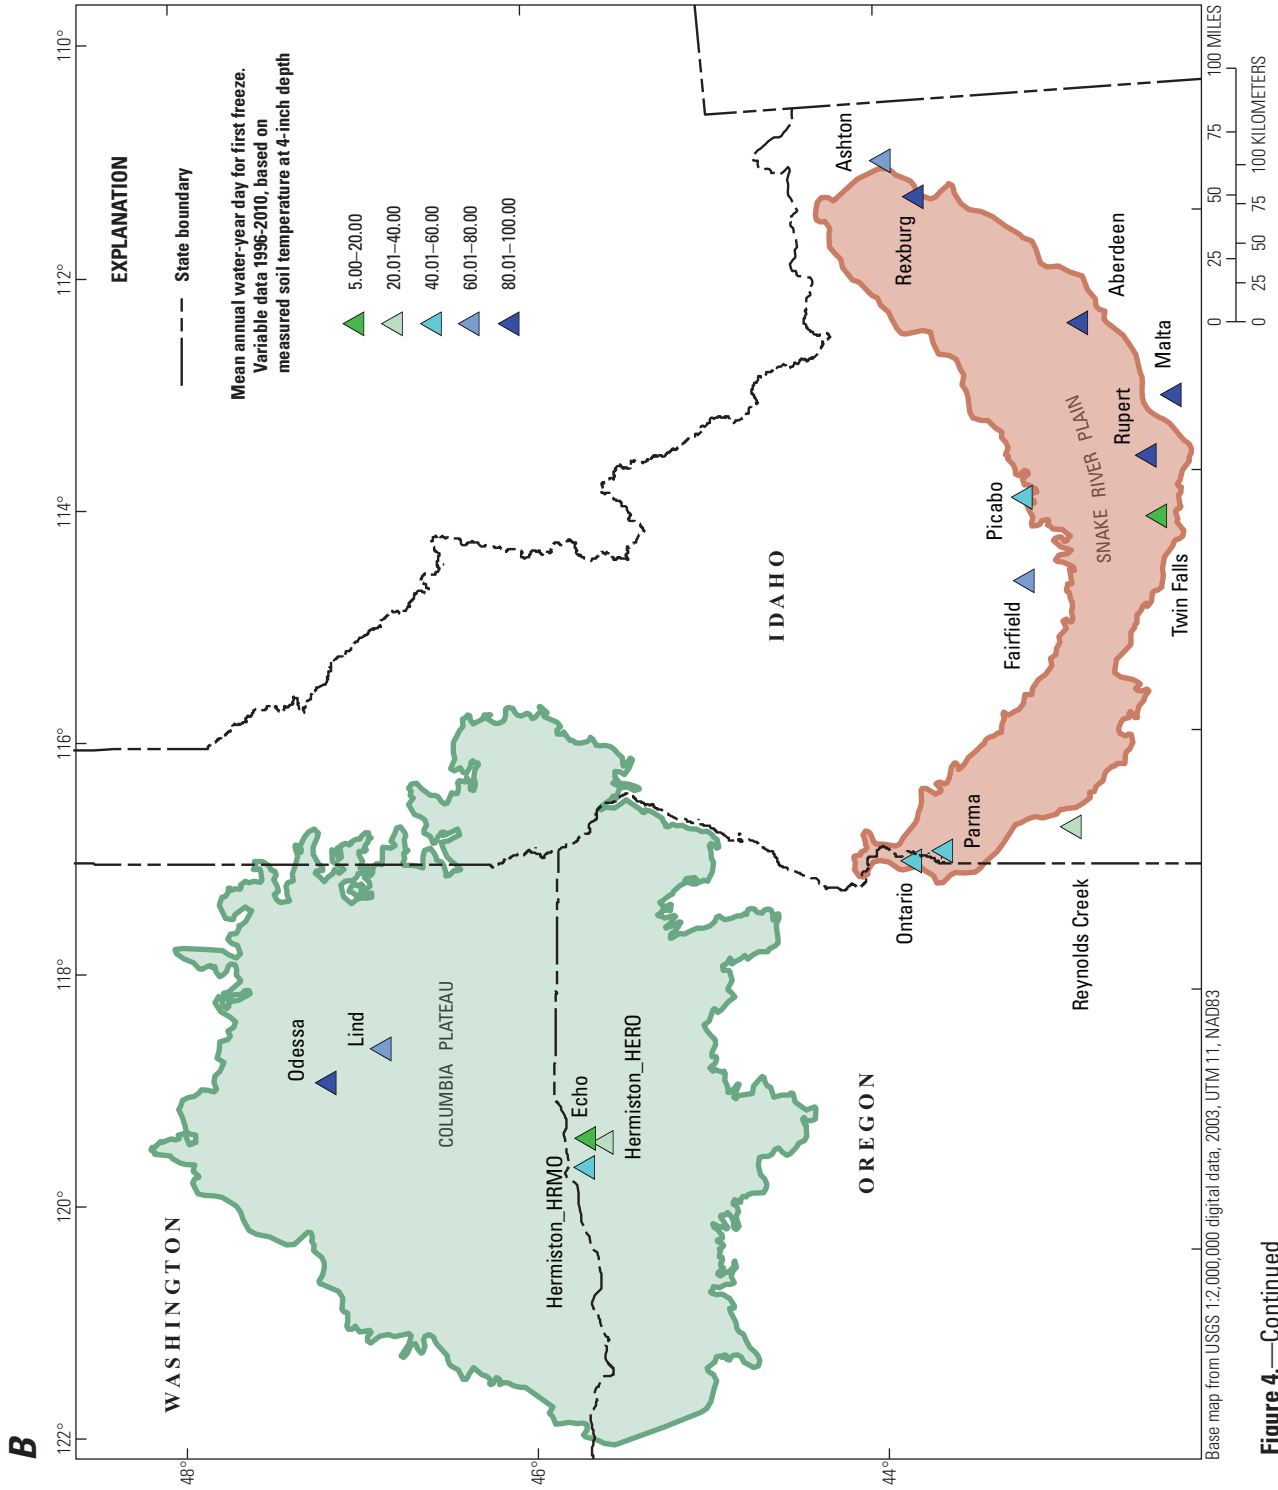 B
110°
112°
114°
116°
118°
120°
122°
48°
46°
44°
EXPLANATION
State boundary
Mean annual water-year day for first freeze.
Variable data 1996-2010, based on
measured soil temperature at 4-inch depth
5.00–20.00
20.01–40.00
40.01–60.00
60.01–80.00
80.01–100.00
WASHINGTON
Odessa
Lind
COLUMBIA PLATEAU
Echo
Hermiston_HRMO
Hermiston_HERO
OREGON
IDAHO
Ontario
Parma
Reynolds Creek
Fairfield
Picabo
SNAKE RIVER PLAIN
Twin Falls
Rupert
Malta
Aberdeen
Rexburg
Ashton
0 25 50 75 100 MILES
0 25 50 75 100 KILOMETERS
Base map from USGS 1:2,000,000 digital data, 2003, UTM 11, NAD83
Figure 4.—Continued